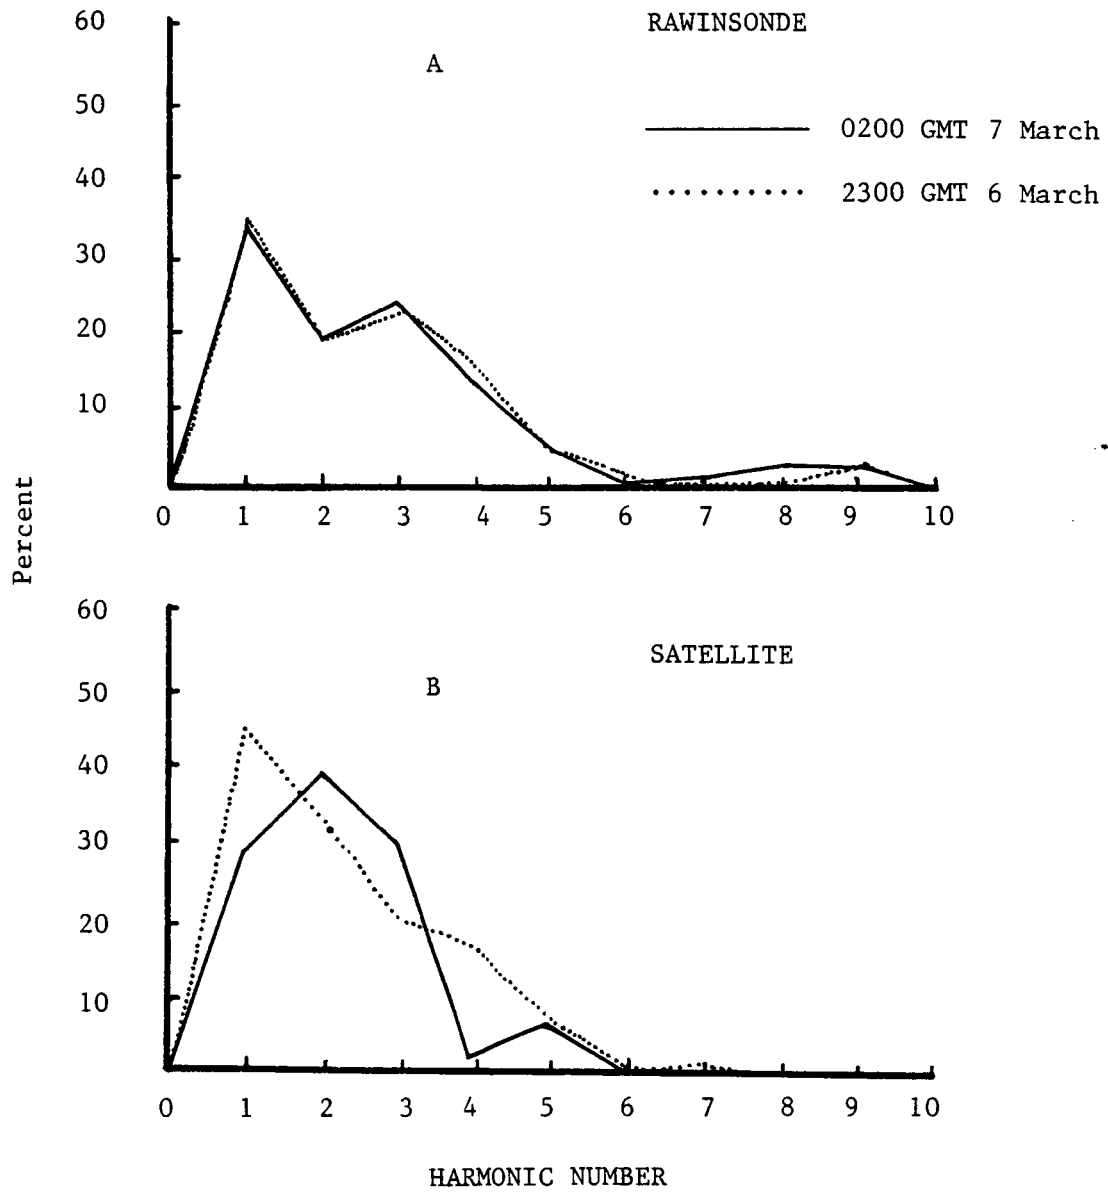 60 RAWINSONDE
A
50
0200 GMT 7 March
40
2300 GMT 6 March
30
20
10
0 1 2 3 4 5 6 7 8 9 10
Percent
60
SATELLITE
50 B
40
30
20
10
0 1 2 3 4 5 6 7 8 9 10
HARMONIC NUMBER